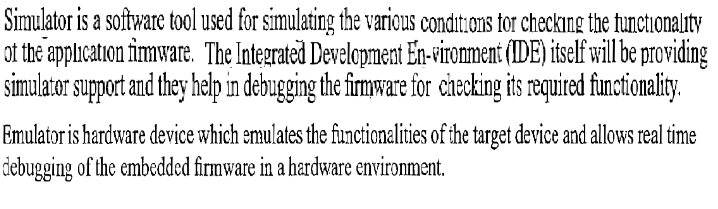 Simulator is a software tool used for simulating the various conditions for checking the functionality
of the application firmware. The Integrated Development En-vironment (IDE) itself will be providing
simulator support and they help in debugging the firmware for checking its required functionality.
Emulator is hardware device which emulates the functionalities of the target device and allows real time
debugging of the embedded firmware in a hardware environment.